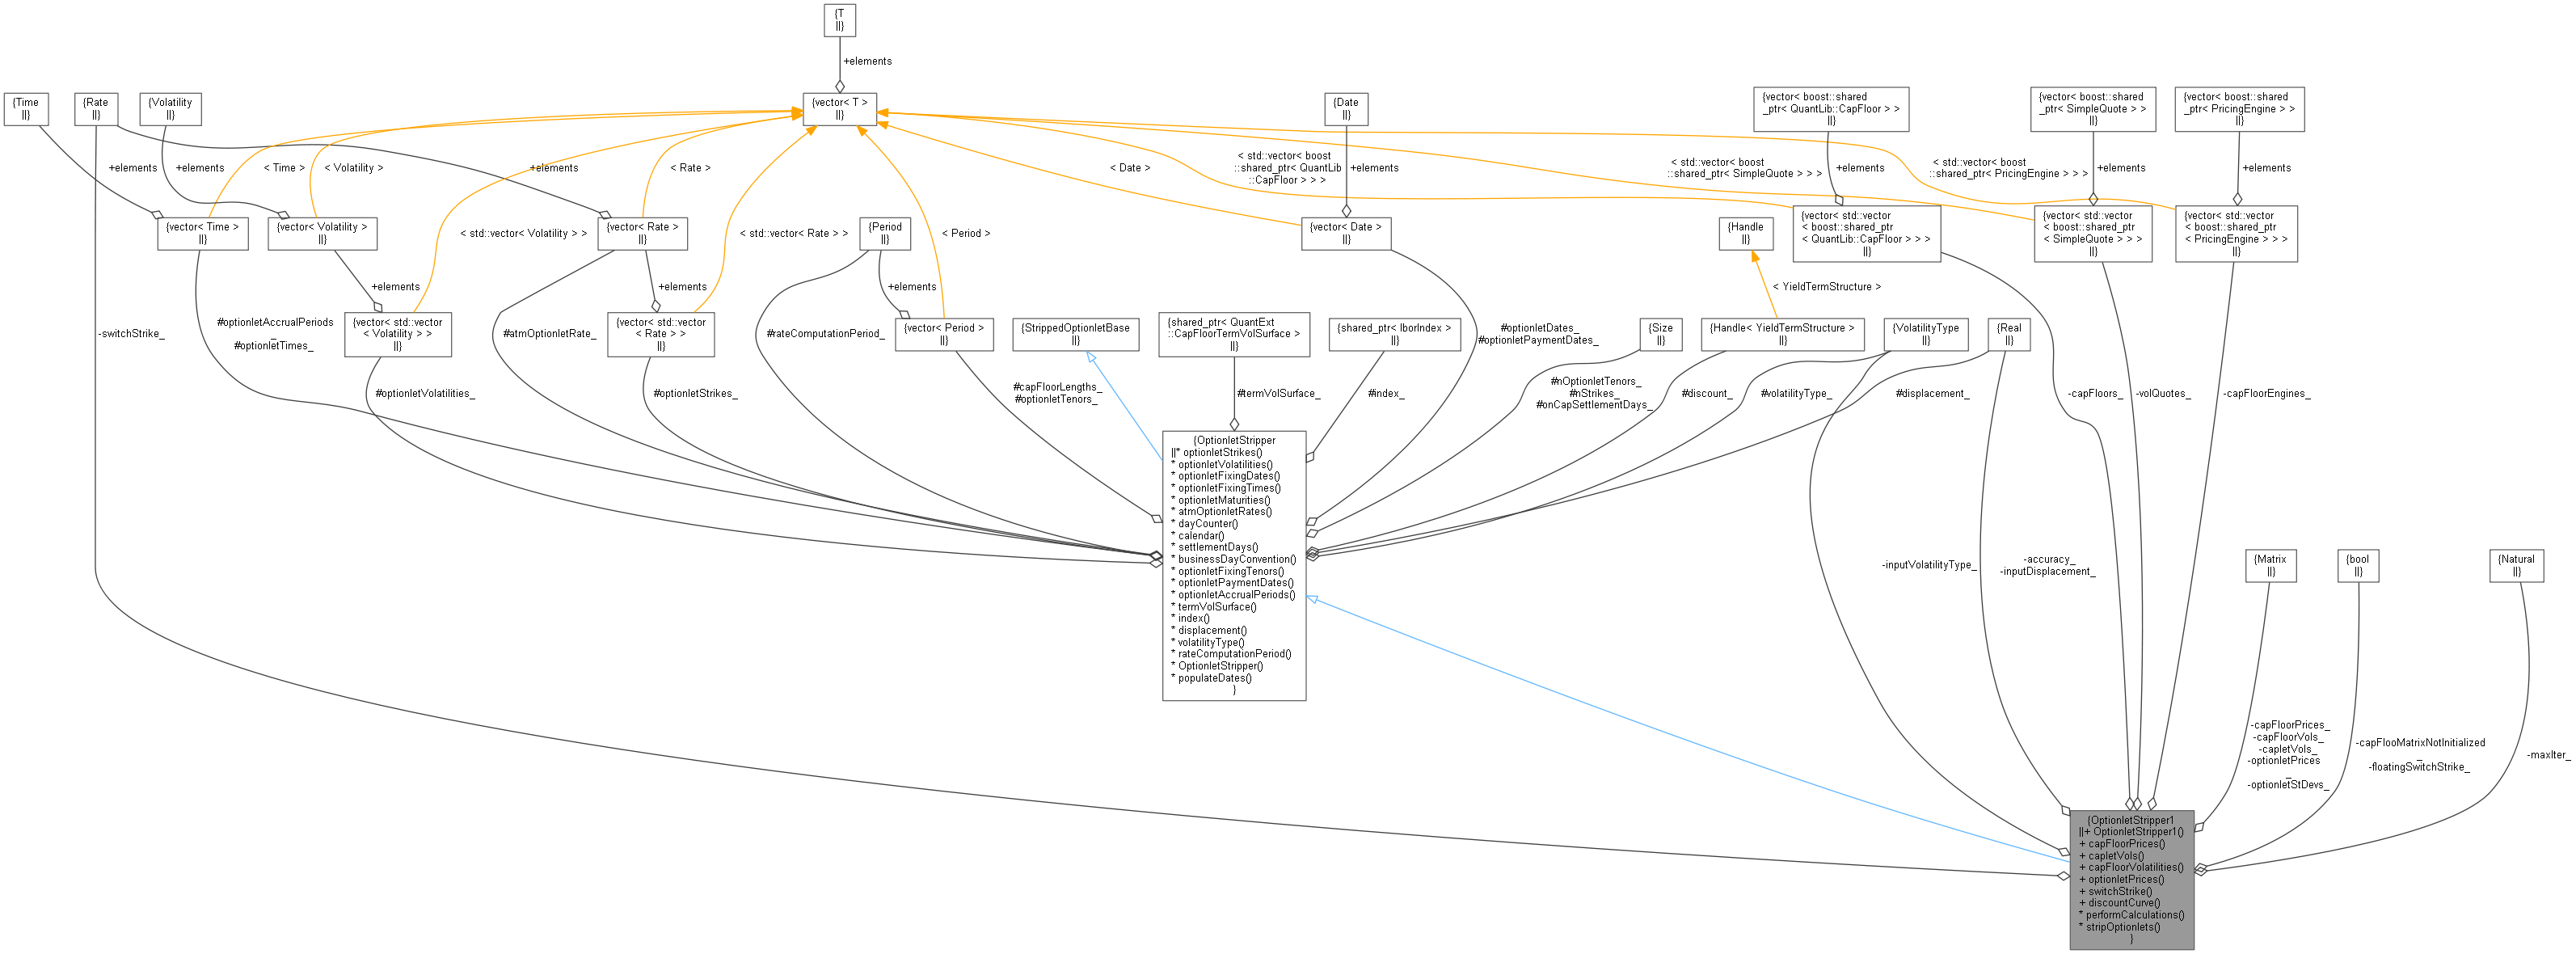 {T
||}
+elements
{Time
||}
{Rate
||}
{Volatility
||}
{vector< T >
||}
{Date
||}
{vector< boost::shared
_ptr< QuantLib::CapFloor > >
||}
{vector< boost::shared
_ptr< SimpleQuote > >
||}
{vector< boost::shared
_ptr< PricingEngine > >
||}
+elements
+elements
< Time >
< Volatility >
+elements
< Rate >
< Date >
+elements
< std::vector< boost
::shared_ptr< QuantLib
::CapFloor > > >
+elements
< std::vector< boost
::shared_ptr< SimpleQuote > > >
+elements
< std::vector< boost
::shared_ptr< PricingEngine > > >
+elements
{vector< Time >
||}
{vector< Volatility >
||}
< std::vector< Volatility > >
{vector< Rate >
||}
< std::vector< Rate > >
{Period
||}
< Period >
{vector< Date >
||}
{Handle
||}
{vector< std::vector
< boost::shared_ptr
< QuantLib::CapFloor > > >
||}
{vector< std::vector
< boost::shared_ptr
< SimpleQuote > > >
||}
{vector< std::vector
< boost::shared_ptr
< PricingEngine > > >
||}
+elements
+elements
+elements
< YieldTermStructure >
-switchStrike_
#optionletAccrualPeriods
_
#optionletTimes_
{vector< std::vector
< Volatility > >
||}
#atmOptionletRate_
{vector< std::vector
< Rate > >
||}
#rateComputationPeriod_
{vector< Period >
||}
{StrippedOptionletBase
||}
{shared_ptr< QuantExt
::CapFloorTermVolSurface >
||}
{shared_ptr< IborIndex >
||}
#optionletDates_
#optionletPaymentDates_
{Size
||}
{Handle< YieldTermStructure >
||}
{VolatilityType
||}
{Real
||}
#optionletVolatilities_
#optionletStrikes_
#capFloorLengths_
#optionletTenors_
#termVolSurface_
#index_
#nOptionletTenors_
#nStrikes_
#onCapSettlementDays_
#discount_
#volatilityType_
#displacement_
-capFloors_
-volQuotes_
-capFloorEngines_
{OptionletStripper
||* optionletStrikes()
* optionletVolatilities()
* optionletFixingDates()
* optionletFixingTimes()
* optionletMaturities()
* atmOptionletRates()
* dayCounter()
* calendar()
* settlementDays()
* businessDayConvention()
* optionletFixingTenors()
* optionletPaymentDates()
* optionletAccrualPeriods()
* termVolSurface()
* index()
* displacement()
* volatilityType()
* rateComputationPeriod()
* OptionletStripper()
* populateDates()
}
-inputVolatilityType_
-accuracy_
-inputDisplacement_
{Matrix
||}
{bool
||}
{Natural
||}
-capFloorPrices_
-capFloorVols_
-capletVols_
-optionletPrices
_
-optionletStDevs_
-capFlooMatrixNotInitialized
_
-floatingSwitchStrike_
-maxIter_
{OptionletStripper1
||+ OptionletStripper1()
+ capFloorPrices()
+ capletVols()
+ capFloorVolatilities()
+ optionletPrices()
+ switchStrike()
+ discountCurve()
* performCalculations()
* stripOptionlets()
}